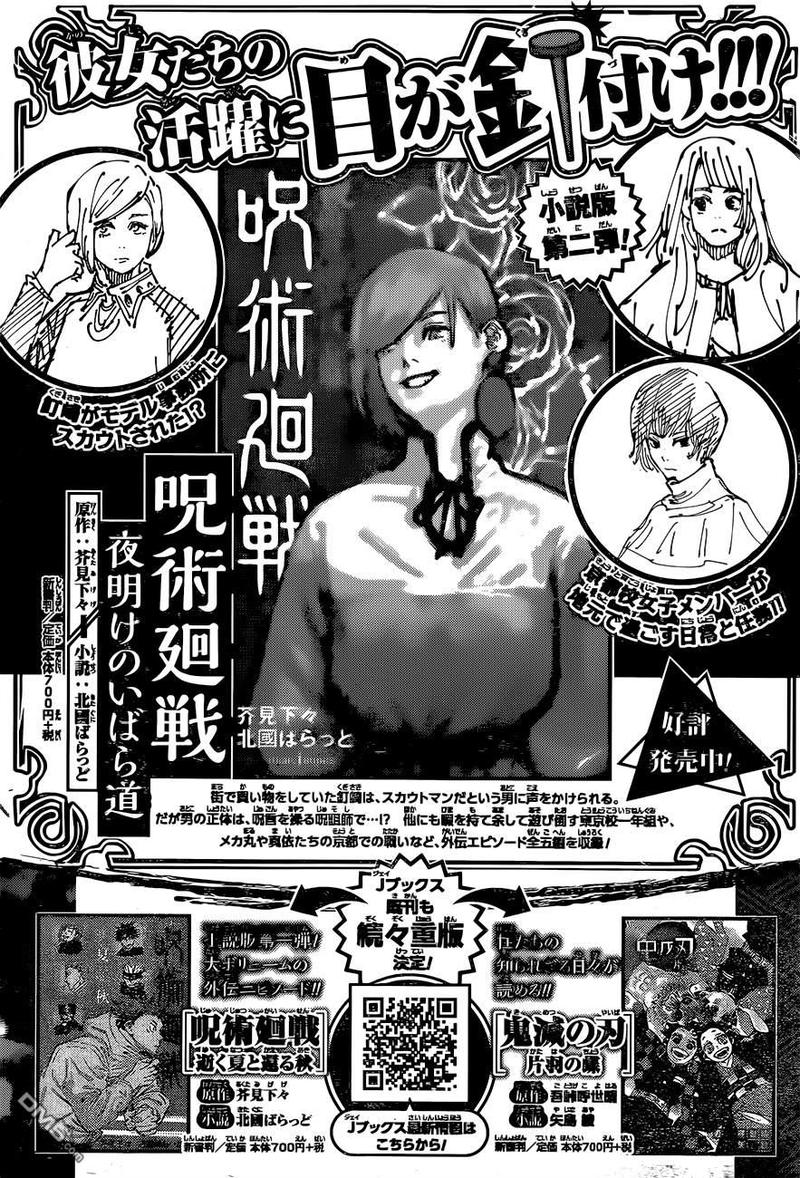 彼女たちの
活躍に目が釘付け!!!
小説版
第二弾!
釘崎がモデル事務所に
スカウトされた!?
京都校女子メンバーが
地元で過ごす日常と任務!!
呪術廻戦
芥見下々
北國ばらっど
呪術廻戦
夜明けのいばら道
原作:芥見下々 小説:北國ばらっど
新書判/定価 本体700円+税
好評
発売中!
街で買い物をしていた釘崎は、スカウトマンだという男に声をかけられる。
だが男の正体は、呪骨を操る呪詛師で…!? 他にも暇を持て余して遊び倒す東京校一年組や、
メカ丸や真依たちの京都での戦いなど、外伝エピソード全五編を収録!
Jブックス
既刊も
続々重版
決定!
小説版第一弾!
大ボリュームの
外伝エピソード!!
呪術廻戦
逝く夏と還る秋
原作 芥見下々
小説 北國ばらっど
新書判/定価 本体700円+税
柱たちの
知られざる日々が
読める!!
鬼滅の刃
片羽の蝶
原作 吾峠呼世晴
小説 矢島綾
新書判/定価 本体700円+税
Jブックス最新情報は
こちらから!